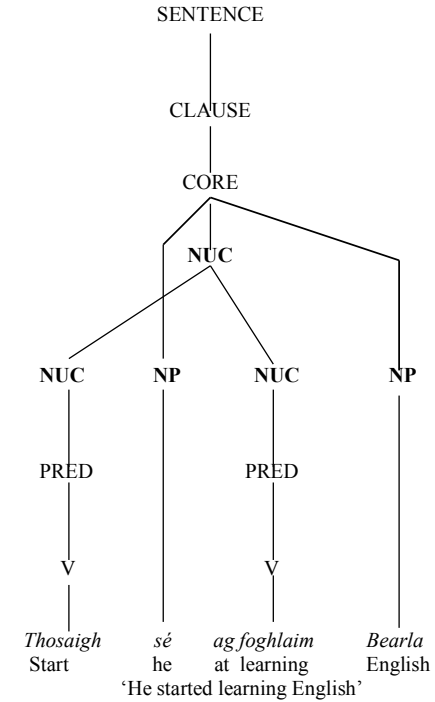 SENTENCE
CLAUSE
CORE
NUC
NUC NP NUC NP
PRED PRED
V V
Thosaigh sé ag foghlaim Bearla
Start he at learning English
‘He started learning English’